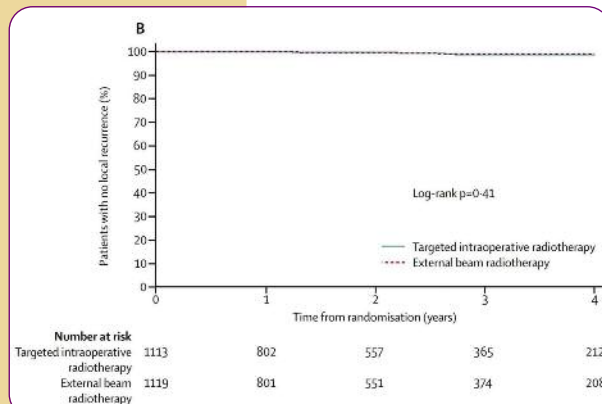 B
Patients with no local recurrence (%)
100
90
80
70
60
50
40
30
20
10
0
Log-rank p=0·41
Targeted intraoperative radiotherapy
External beam radiotherapy
0 1 2 3 4
Time from randomisation (years)
Number at risk
Targeted intraoperative radiotherapy 1113 802 557 365 212
External beam radiotherapy 1119 801 551 374 208